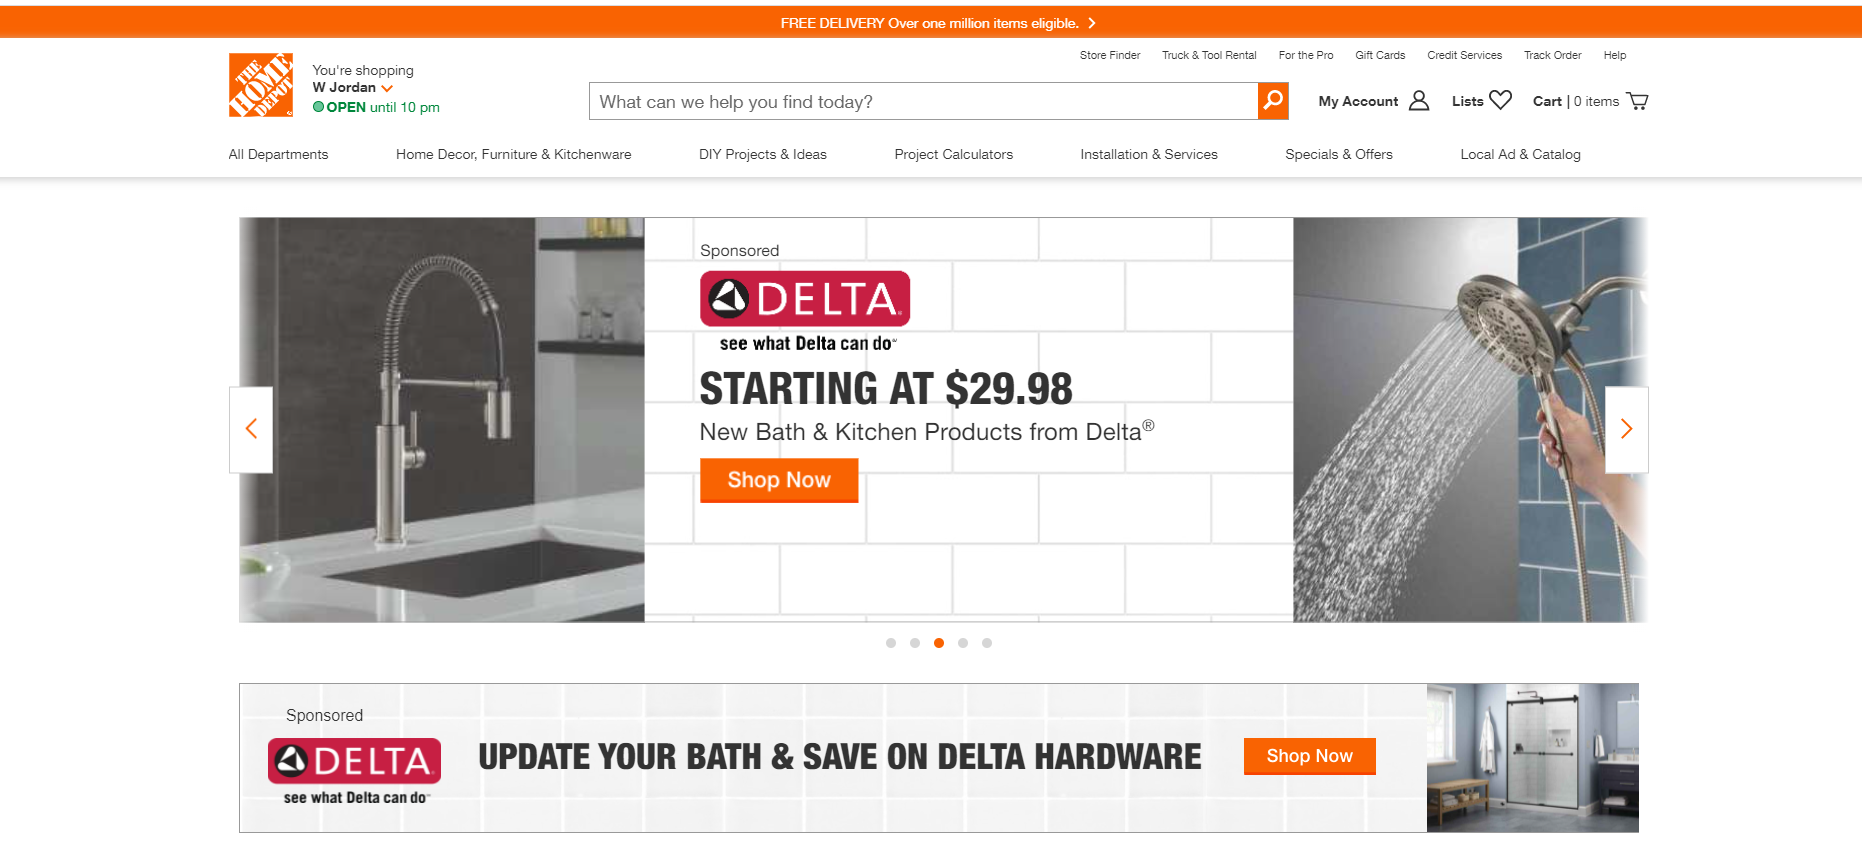 FREE DELIVERY Over one million items eligible.
Store Finder Truck & Tool Rental For the Pro Gift Cards Credit Services Track Order Help
THE HOME DEPOT
You're shopping
W Jordan
OPEN until 10 pm
What can we help you find today?
My Account Lists Cart | 0 items
All Departments Home Decor, Furniture & Kitchenware DIY Projects & Ideas Project Calculators Installation & Services Specials & Offers Local Ad & Catalog
Sponsored
DELTA
see what Delta can do℠
STARTING AT $29.98
New Bath & Kitchen Products from Delta®
Shop Now
Sponsored
DELTA
see what Delta can do℠
UPDATE YOUR BATH & SAVE ON DELTA HARDWARE
Shop Now